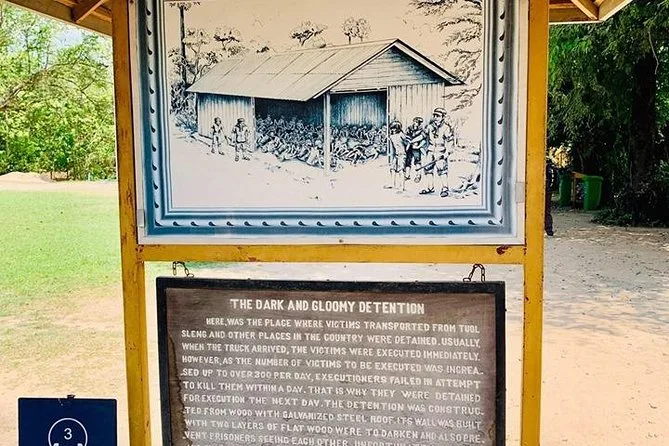 THE DARK AND GLOOMY DETENTION
HERE, WAS THE PLACE WHERE VICTIMS TRANSPORTED FROM TUOL
SLENG AND OTHER PLACES IN THE COUNTRY WERE DETAINED. USUALLY,
WHEN THE TRUCK ARRIVED, THE VICTIMS WERE EXECUTED IMMEDIATELY.
HOWEVER, AS THE NUMBER OF VICTIMS TO BE EXECUTED WAS INCREA_
SED UP TO OVER 300 PER DAY, EXECUTIONERS FAILED IN ATTEMPT
TO KILL THEM WITHIN A DAY. THAT IS WHY THEY WERE DETAINED
FOR EXECUTION THE NEXT DAY. THE DETENTION WAS CONSTRUC_
TED FROM WOOD WITH GALVANIZED STEEL ROOF. ITS WALL WAS BUILT
WITH TWO LAYERS OF FLAT WOOD WERE TO DARKEN AND ALSO PRE_
VENT PRISONERS SEEING EACH OTHER.
3